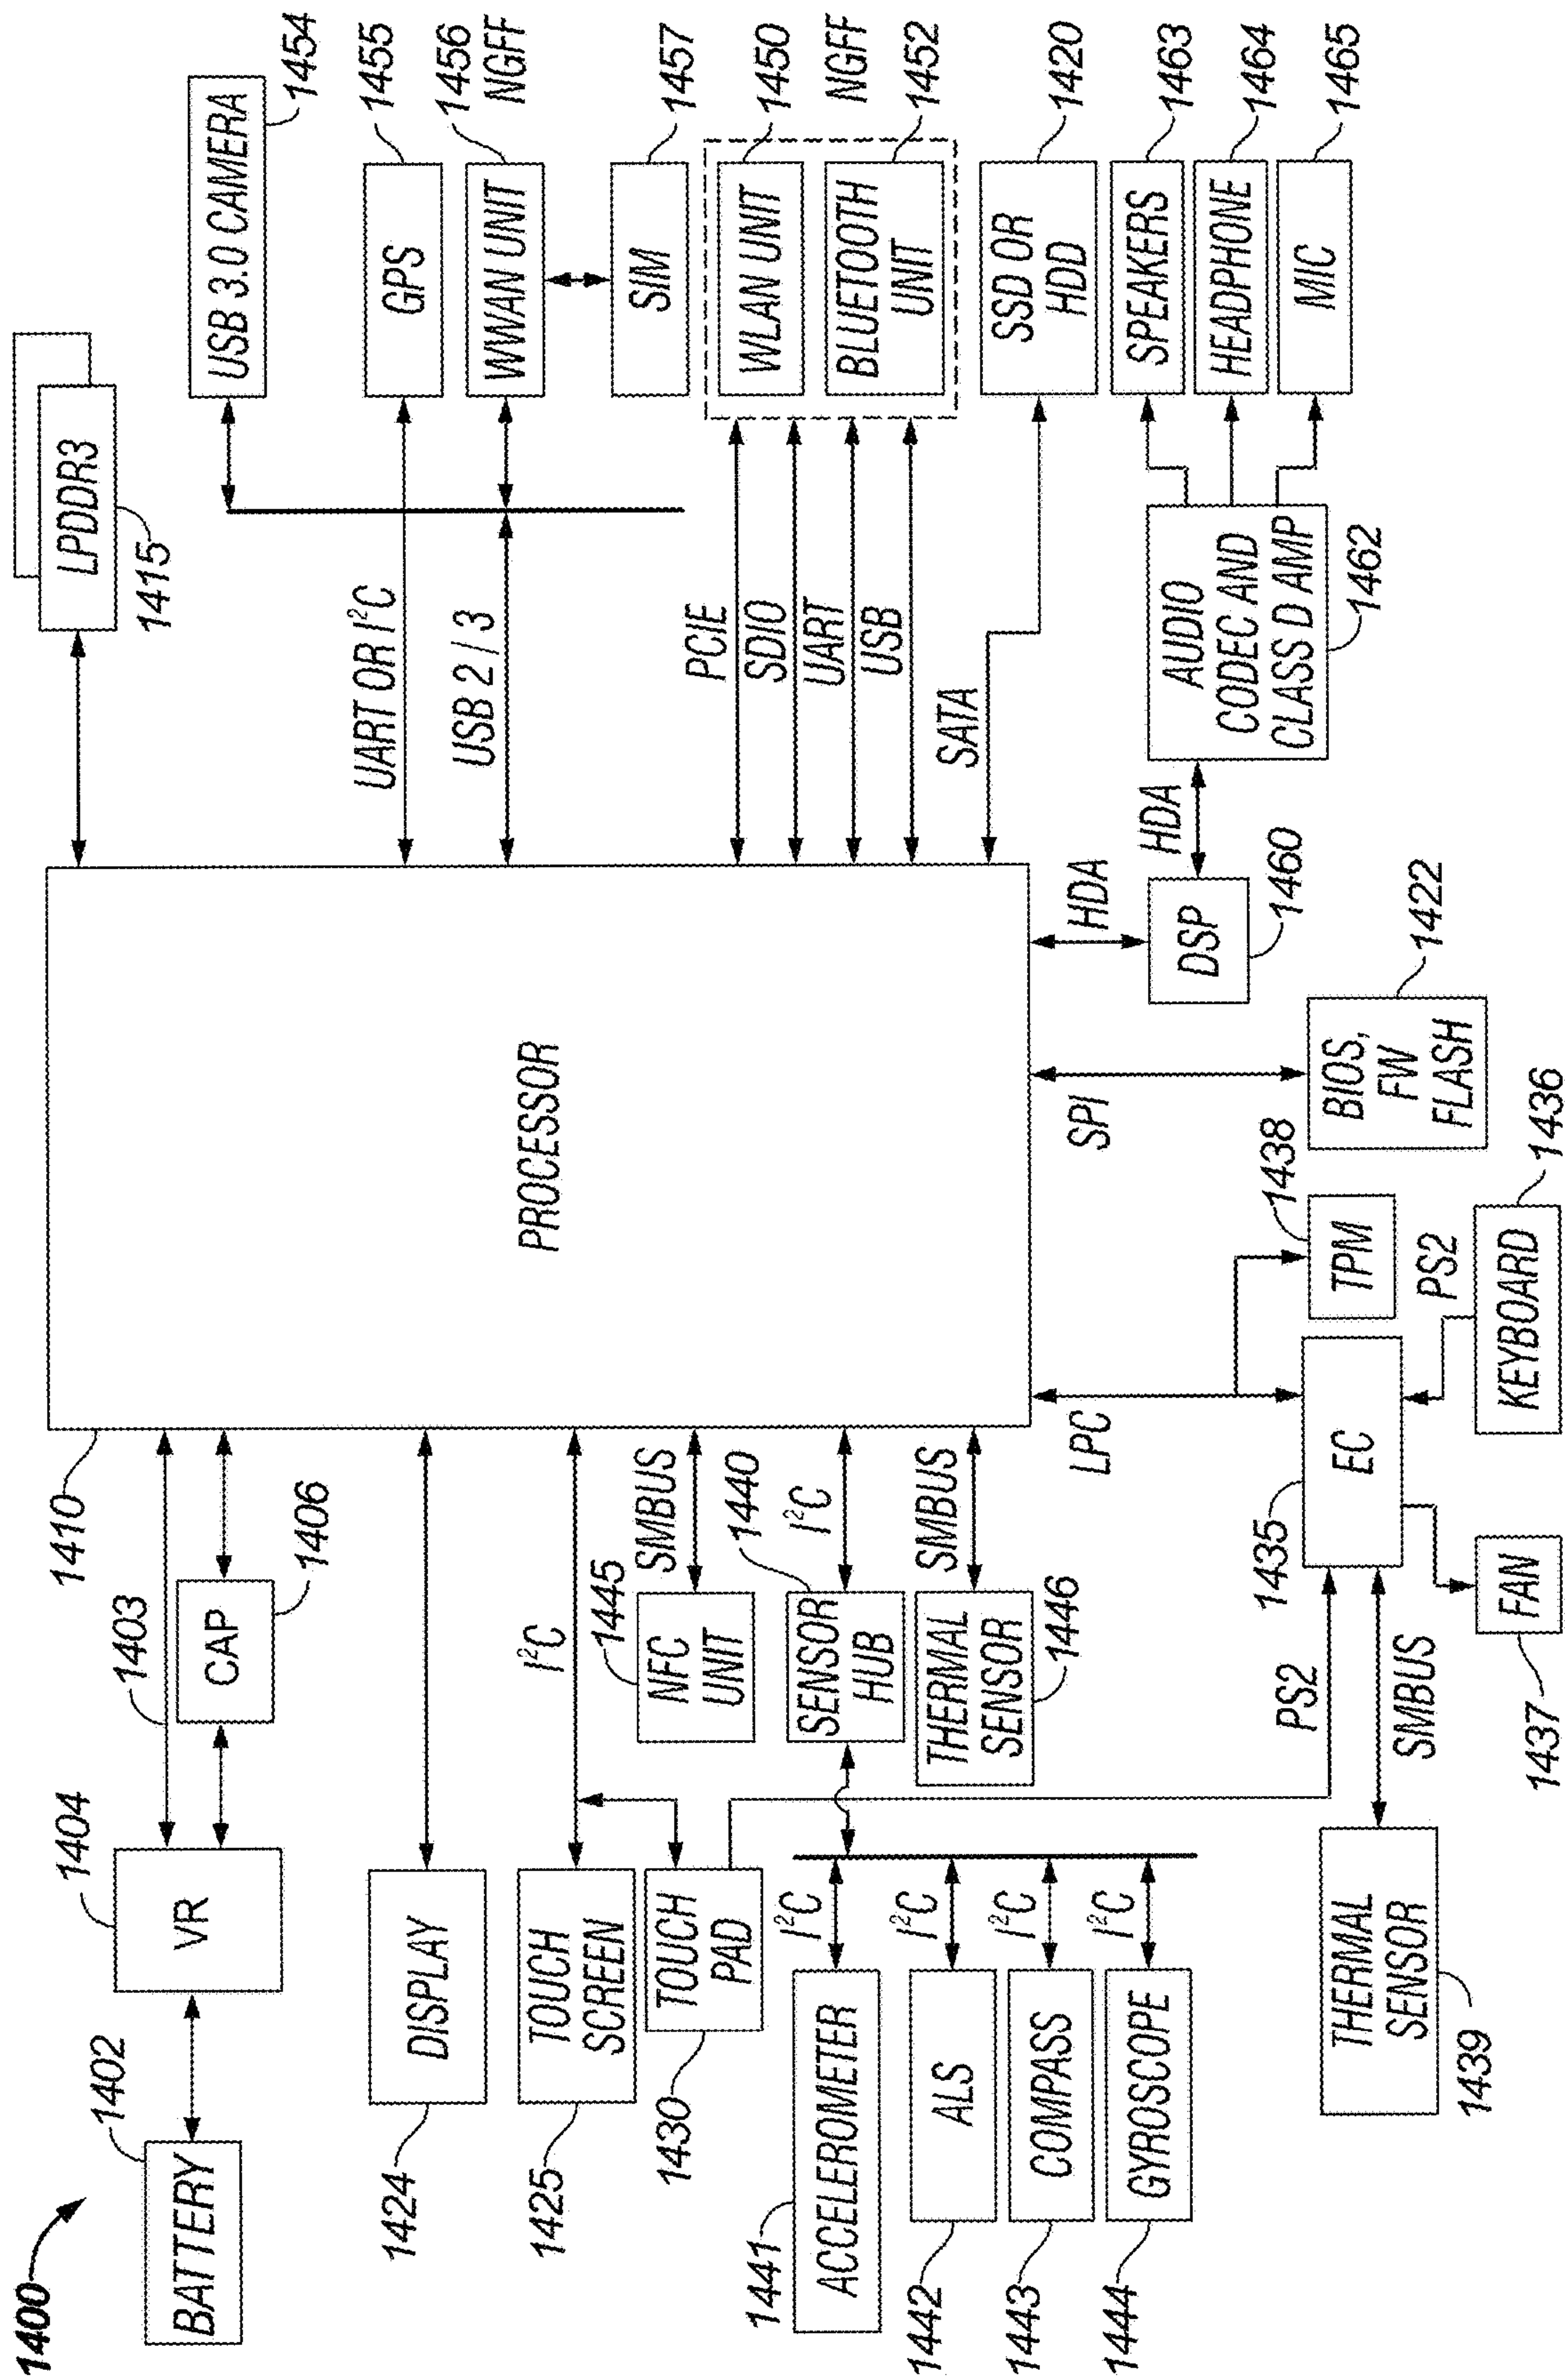 1400
BATTERY
1402
VR
1404
1403
CAP
1406
1410
PROCESSOR
LPDDR3
1415
USB 3.0 CAMERA
1454
DISPLAY
1424
GPS
1455
UART OR I²C
WWAN UNIT
1456
NGFF
USB 2 / 3
SIM
1457
TOUCH
SCREEN
1425
I²C
TOUCH
PAD
1430
NFC
UNIT
1445
SMBUS
SENSOR
HUB
1440
I²C
THERMAL
SENSOR
1446
SMBUS
WLAN UNIT
1450
NGFF
BLUETOOTH
UNIT
1452
PCIE
SDIO
UART
USB
SSD OR
HDD
1420
SATA
ACCELEROMETER
1441
I²C
ALS
1442
I²C
COMPASS
1443
I²C
GYROSCOPE
1444
I²C
LPC
SPI
HDA
DSP
1460
HDA
AUDIO
CODEC AND
CLASS D AMP
1462
SPEAKERS
1463
HEADPHONE
1464
MIC
1465
THERMAL
SENSOR
1439
PS2
SMBUS
EC
1435
TPM
1438
BIOS,
FW
FLASH
1422
FAN
1437
PS2
KEYBOARD
1436